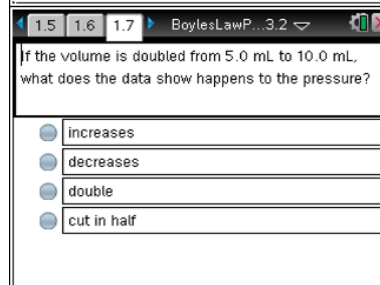 1.5 1.6 1.7 BoylesLawP...3.2
If the volume is doubled from 5.0 mL to 10.0 mL,
what does the data show happens to the pressure?
increases
decreases
double
cut in half